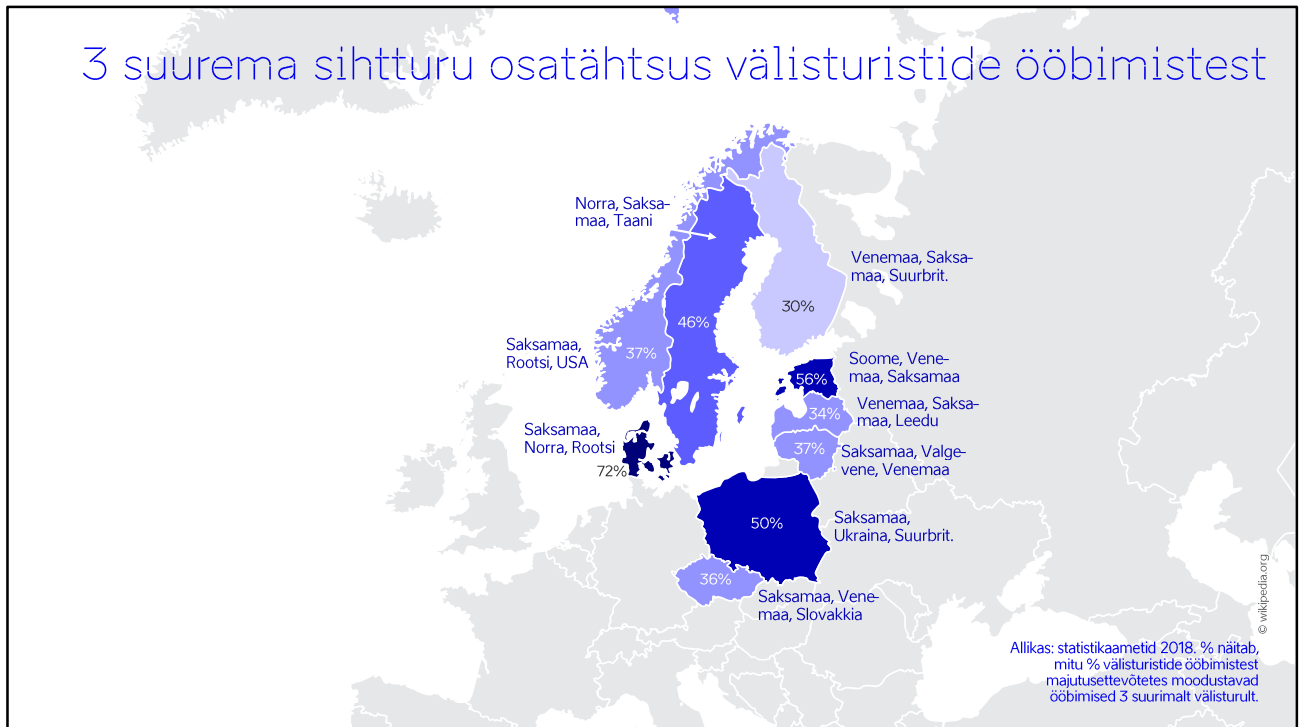 3 suurema sihtturu osatähtsus välisturistide ööbimistest
Norra, Saksa-
maa, Taani
Venemaa, Saksa-
maa, Suurbrit.
30%
46%
Saksamaa,
Rootsi, USA
37%
Soome, Vene-
maa, Saksamaa
56%
Venemaa, Saksa-
maa, Leedu
34%
Saksamaa,
Norra, Rootsi
72%
37%
Saksamaa, Valge-
vene, Venemaa
50%
Saksamaa,
Ukraina, Suurbrit.
36%
Saksamaa, Vene-
maa, Slovakkia
© wikipedia.org
Allikas: statistikaametid 2018. % näitab,
mitu % välisturistide ööbimistest
majutusettevõtetes moodustavad
ööbimised 3 suurimalt välisturult.